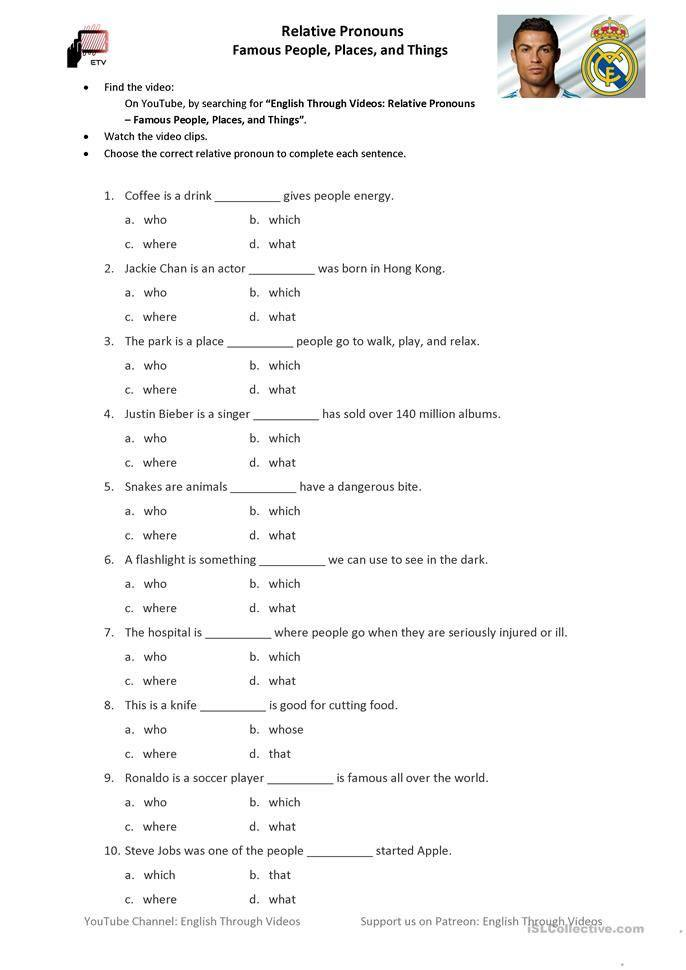 ETV
Relative Pronouns
Famous People, Places, and Things
• Find the video:
On YouTube, by searching for “English Through Videos: Relative Pronouns
– Famous People, Places, and Things”.
• Watch the video clips.
• Choose the correct relative pronoun to complete each sentence.
1. Coffee is a drink __________ gives people energy.
a. who b. which
c. where d. what
2. Jackie Chan is an actor __________ was born in Hong Kong.
a. who b. which
c. where d. what
3. The park is a place __________ people go to walk, play, and relax.
a. who b. which
c. where d. what
4. Justin Bieber is a singer __________ has sold over 140 million albums.
a. who b. which
c. where d. what
5. Snakes are animals __________ have a dangerous bite.
a. who b. which
c. where d. what
6. A flashlight is something __________ we can use to see in the dark.
a. who b. which
c. where d. what
7. The hospital is __________ where people go when they are seriously injured or ill.
a. who b. which
c. where d. what
8. This is a knife __________ is good for cutting food.
a. who b. whose
c. where d. that
9. Ronaldo is a soccer player __________ is famous all over the world.
a. who b. which
c. where d. what
10. Steve Jobs was one of the people __________ started Apple.
a. which b. that
c. where d. what
YouTube Channel: English Through Videos Support us on Patreon: English Through Videos
iSLCollective.com